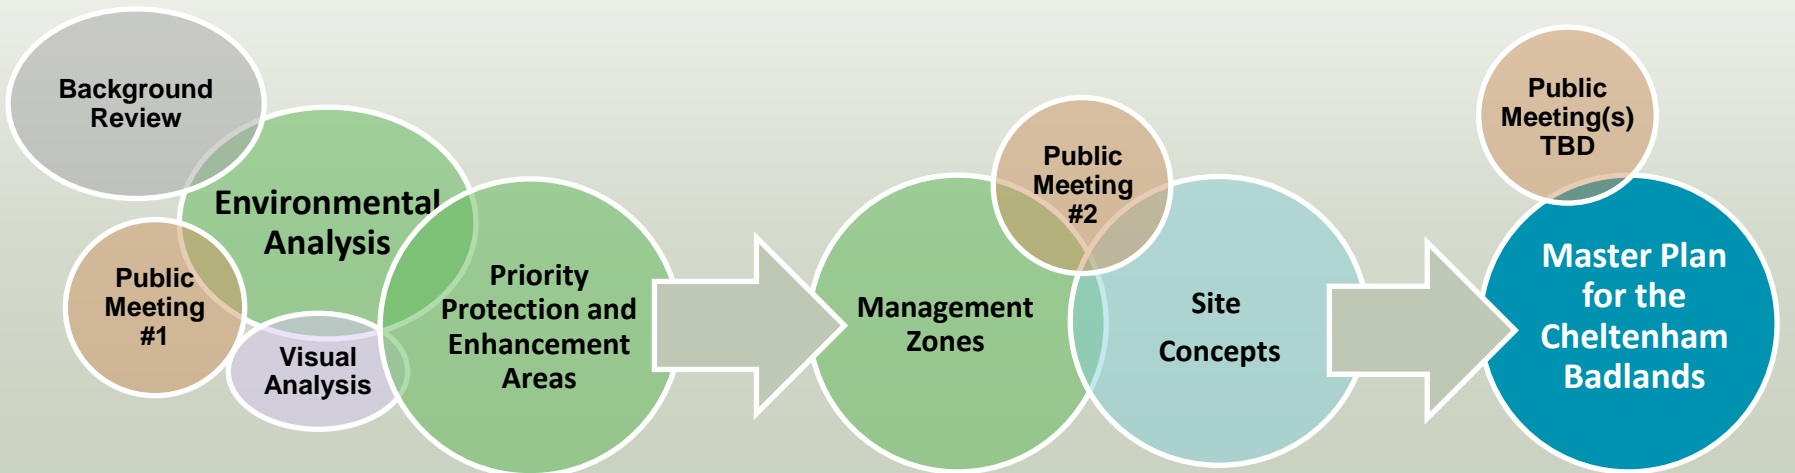 Background
Review
Environmental
Analysis
Public
Meeting
#1
Visual
Analysis
Priority
Protection and
Enhancement
Areas
Management
Zones
Public
Meeting
#2
Site
Concepts
Public
Meeting(s)
TBD
Master Plan
for the
Cheltenham
Badlands